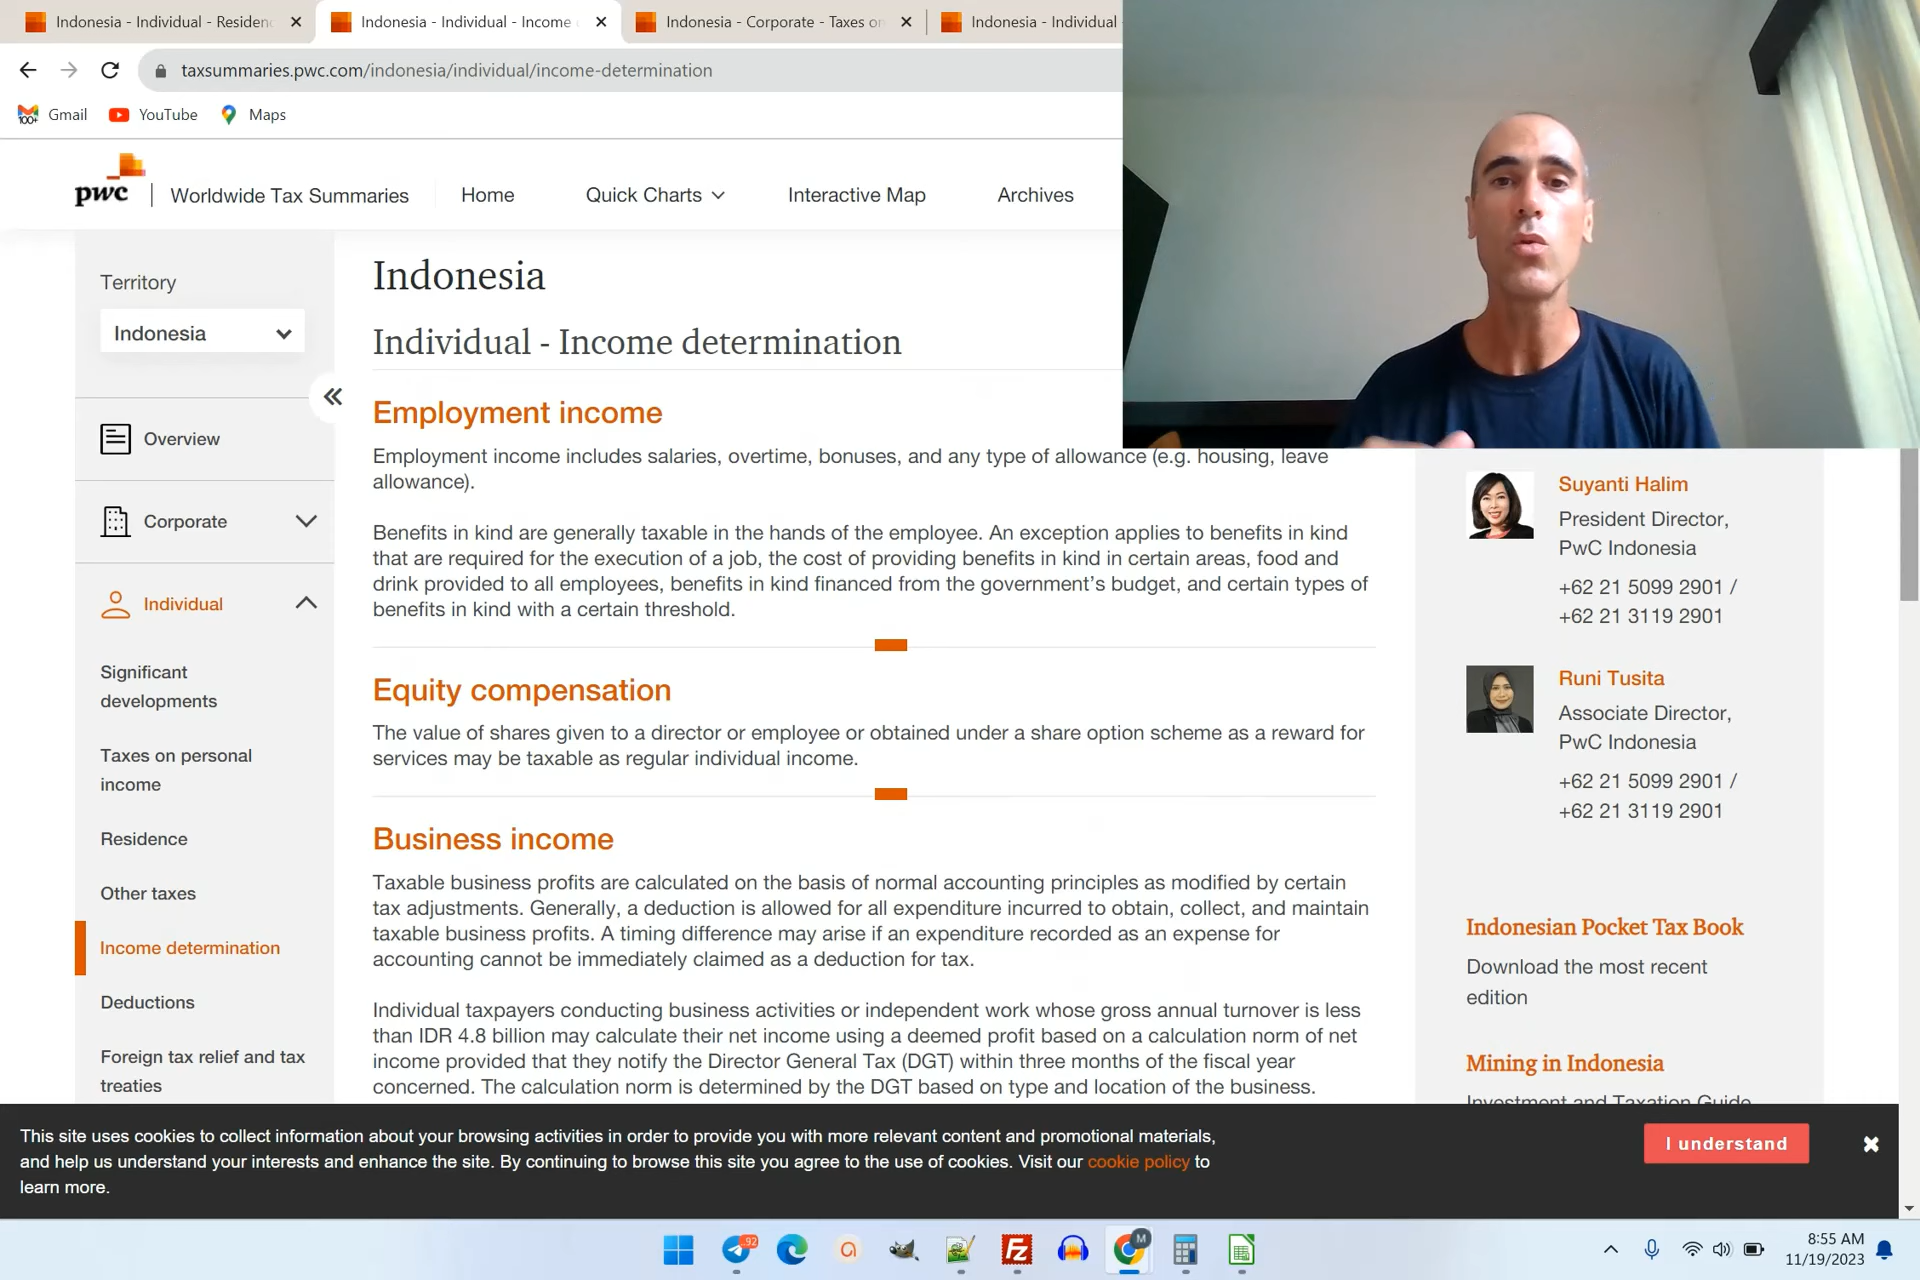 Indonesia - Individual - Residenc
Indonesia - Individual - Income
Indonesia - Corporate - Taxes on
Indonesia - Individual
taxsummaries.pwc.com/indonesia/individual/income-determination
Gmail
YouTube
Maps
pwc
Worldwide Tax Summaries
Home
Quick Charts
Interactive Map
Archives
Territory
Indonesia
Overview
Corporate
Individual
Significant
developments
Taxes on personal
income
Residence
Other taxes
Income determination
Deductions
Foreign tax relief and tax
treaties
Indonesia
Individual - Income determination
Employment income
Employment income includes salaries, overtime, bonuses, and any type of allowance (e.g. housing, leave
allowance).
Benefits in kind are generally taxable in the hands of the employee. An exception applies to benefits in kind
that are required for the execution of a job, the cost of providing benefits in kind in certain areas, food and
drink provided to all employees, benefits in kind financed from the government's budget, and certain types of
benefits in kind with a certain threshold.
Equity compensation
The value of shares given to a director or employee or obtained under a share option scheme as a reward for
services may be taxable as regular individual income.
Business income
Taxable business profits are calculated on the basis of normal accounting principles as modified by certain
tax adjustments. Generally, a deduction is allowed for all expenditure incurred to obtain, collect, and maintain
taxable business profits. A timing difference may arise if an expenditure recorded as an expense for
accounting cannot be immediately claimed as a deduction for tax.
Individual taxpayers conducting business activities or independent work whose gross annual turnover is less
than IDR 4.8 billion may calculate their net income using a deemed profit based on a calculation norm of net
income provided that they notify the Director General Tax (DGT) within three months of the fiscal year
concerned. The calculation norm is determined by the DGT based on type and location of the business.
Suyanti Halim
President Director,
PwC Indonesia
+62 21 5099 2901 /
+62 21 3119 2901
Runi Tusita
Associate Director,
PwC Indonesia
+62 21 5099 2901 /
+62 21 3119 2901
Indonesian Pocket Tax Book
Download the most recent
edition
Mining in Indonesia
Investment and Taxation Guide
This site uses cookies to collect information about your browsing activities in order to provide you with more relevant content and promotional materials,
and help us understand your interests and enhance the site. By continuing to browse this site you agree to the use of cookies. Visit our cookie policy to
learn more.
I understand
92
M
8:55 AM
11/19/2023